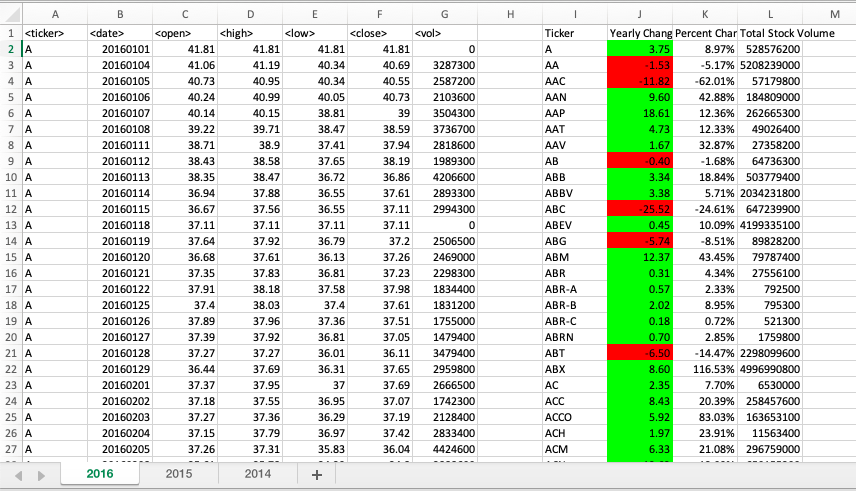 A B C D E F G H I J K L M
1 <ticker> <date> <open> <high> <low> <close> <vol> Ticker Yearly Chang Percent Char Total Stock Volume
2 A 20160101 41.81 41.81 41.81 41.81 0 A 3.75 8.97% 528576200
3 A 20160104 41.06 41.19 40.34 40.69 3287300 AA -1.53 -5.17% 5208239000
4 A 20160105 40.73 40.95 40.34 40.55 2587200 AAC -11.82 -62.01% 57179800
5 A 20160106 40.24 40.99 40.05 40.73 2103600 AAN 9.60 42.88% 184809000
6 A 20160107 40.14 40.15 38.81 39 3504300 AAP 18.61 12.36% 262665300
7 A 20160108 39.22 39.71 38.47 38.59 3736700 AAT 4.73 12.33% 49026400
8 A 20160111 38.71 38.9 37.41 37.94 2818600 AAV 1.67 32.87% 27358200
9 A 20160112 38.43 38.58 37.65 38.19 1989300 AB -0.40 -1.68% 64736300
10 A 20160113 38.35 38.47 36.72 36.86 4206600 ABB 3.34 18.84% 503779400
11 A 20160114 36.94 37.88 36.55 37.61 2893300 ABBV 3.38 5.71% 2034231800
12 A 20160115 36.67 37.56 36.55 37.11 2994300 ABC -25.52 -24.61% 647239900
13 A 20160118 37.11 37.11 37.11 37.11 0 ABEV 0.45 10.09% 4199335100
14 A 20160119 37.64 37.92 36.79 37.2 2506500 ABG -5.74 -8.51% 89828200
15 A 20160120 36.68 37.61 36.13 37.26 2469000 ABM 12.37 43.45% 79787400
16 A 20160121 37.35 37.83 36.81 37.23 2298300 ABR 0.31 4.34% 27556100
17 A 20160122 37.91 38.18 37.58 37.98 1834400 ABR-A 0.57 2.33% 792500
18 A 20160125 37.4 38.03 37.4 37.61 1831200 ABR-B 2.02 8.95% 795300
19 A 20160126 37.89 37.96 37.36 37.51 1755000 ABR-C 0.18 0.72% 521300
20 A 20160127 37.39 37.92 36.81 37.05 1479400 ABRN 0.70 2.85% 1759800
21 A 20160128 37.27 37.27 36.01 36.11 3479400 ABT -6.50 -14.47% 2298099600
22 A 20160129 36.44 37.69 36.31 37.65 2959800 ABX 8.60 116.53% 4996990800
23 A 20160201 37.37 37.95 37 37.69 2666500 AC 2.35 7.70% 6530000
24 A 20160202 37.18 37.55 36.95 37.07 1742300 ACC 8.43 20.39% 258457600
25 A 20160203 37.27 37.36 36.29 37.19 2128400 ACCO 5.92 83.03% 163653100
26 A 20160204 37.15 37.79 36.97 37.42 2833400 ACH 1.97 23.91% 11563400
27 A 20160205 37.26 37.31 35.83 36.04 4424600 ACM 6.33 21.08% 296759000
2016 2015 2014 +